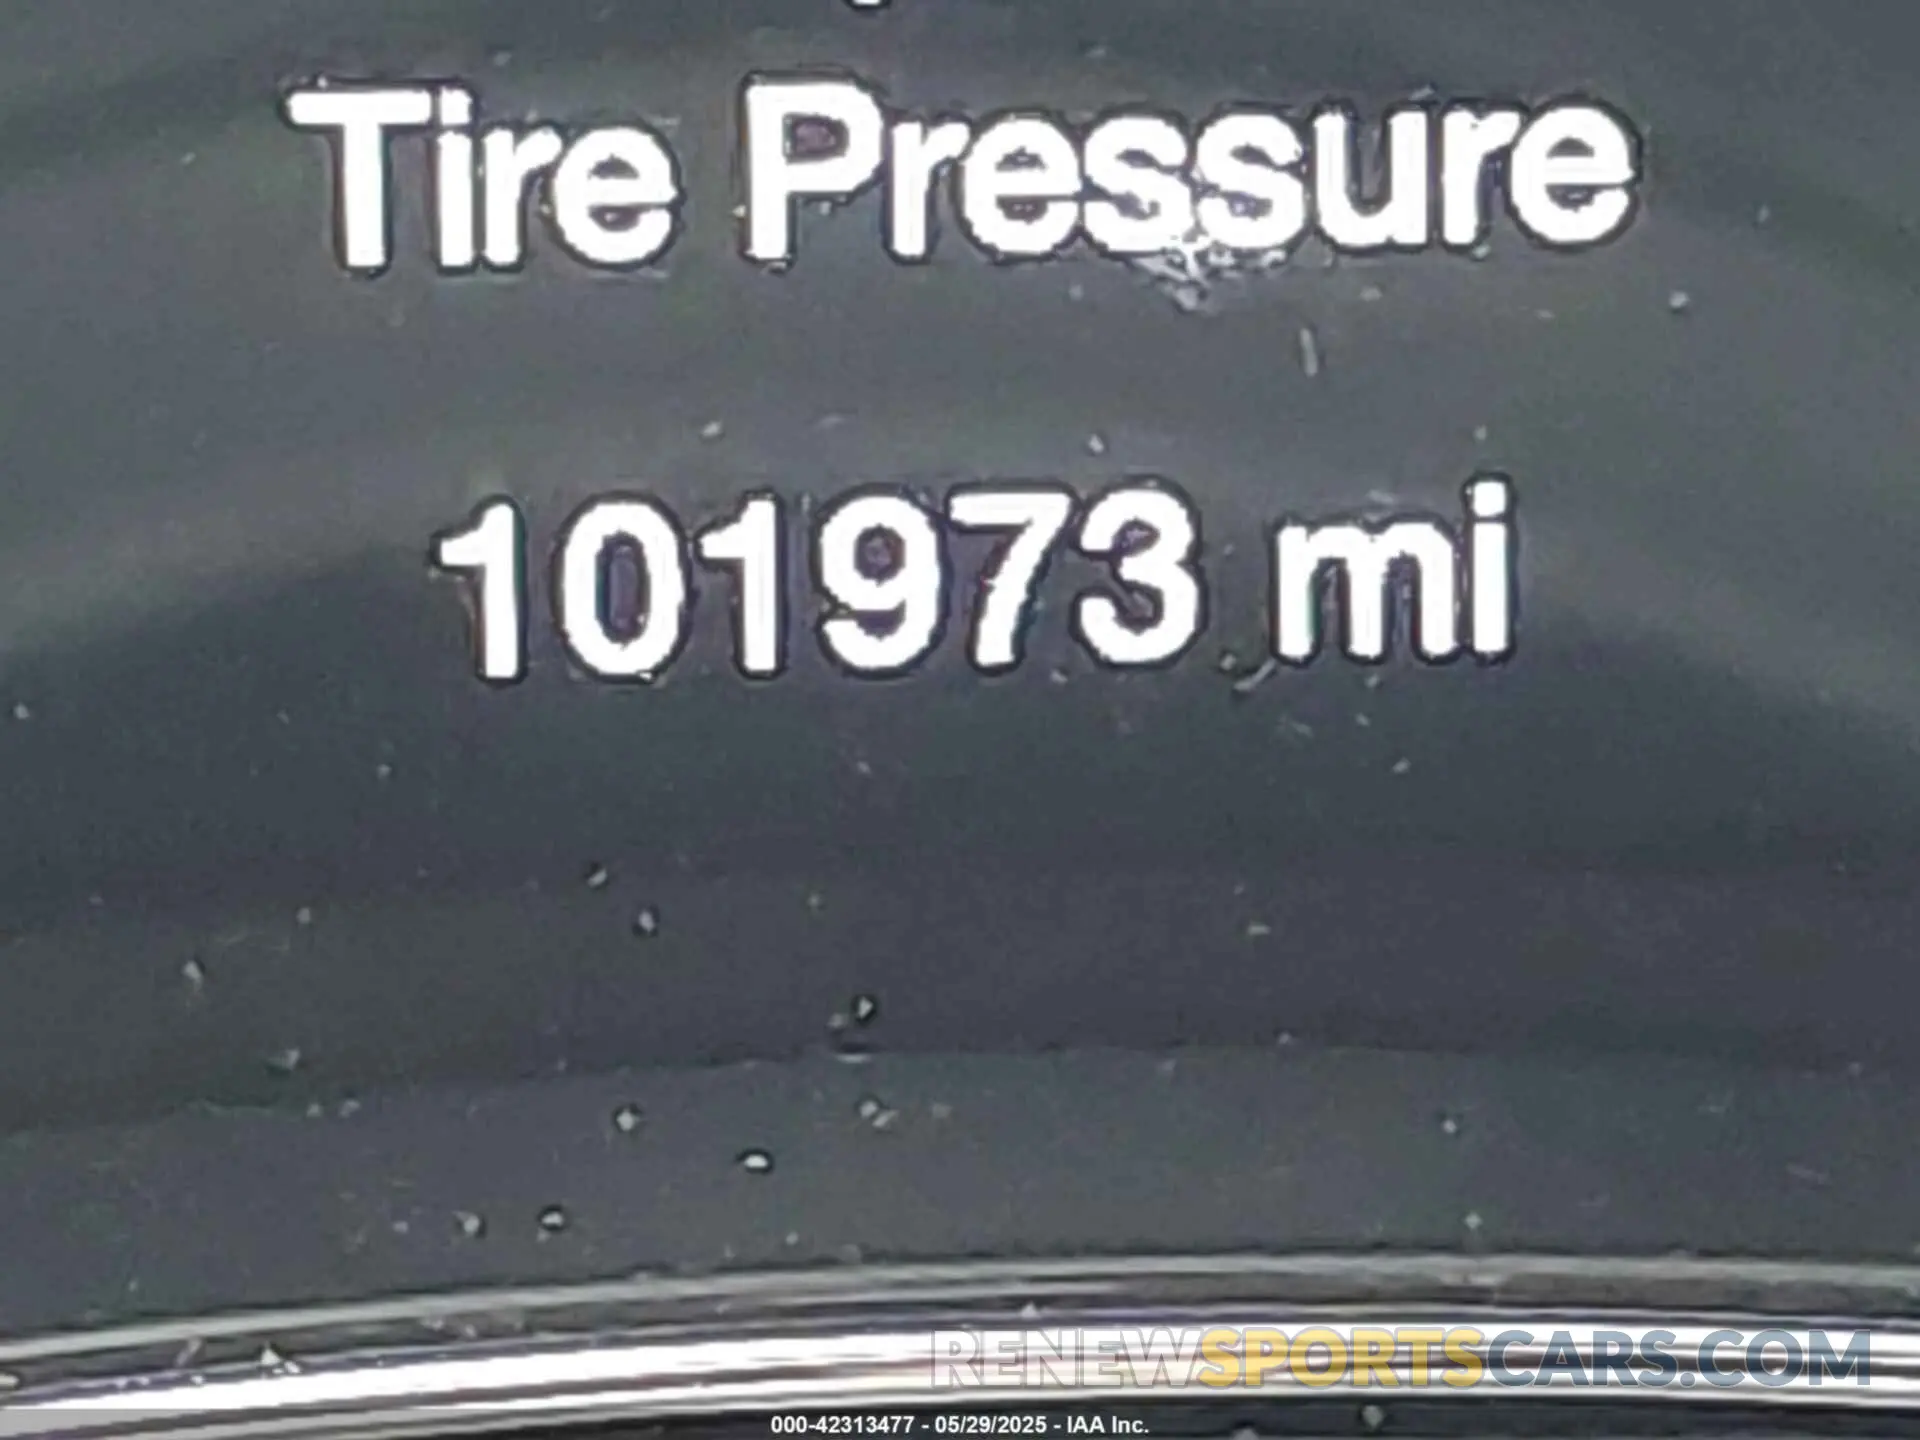 Tire Pressure
101973 mi
RENEWSPORTSCARS.COM
000-42313477 - 05/29/2025 - IAA Inc.